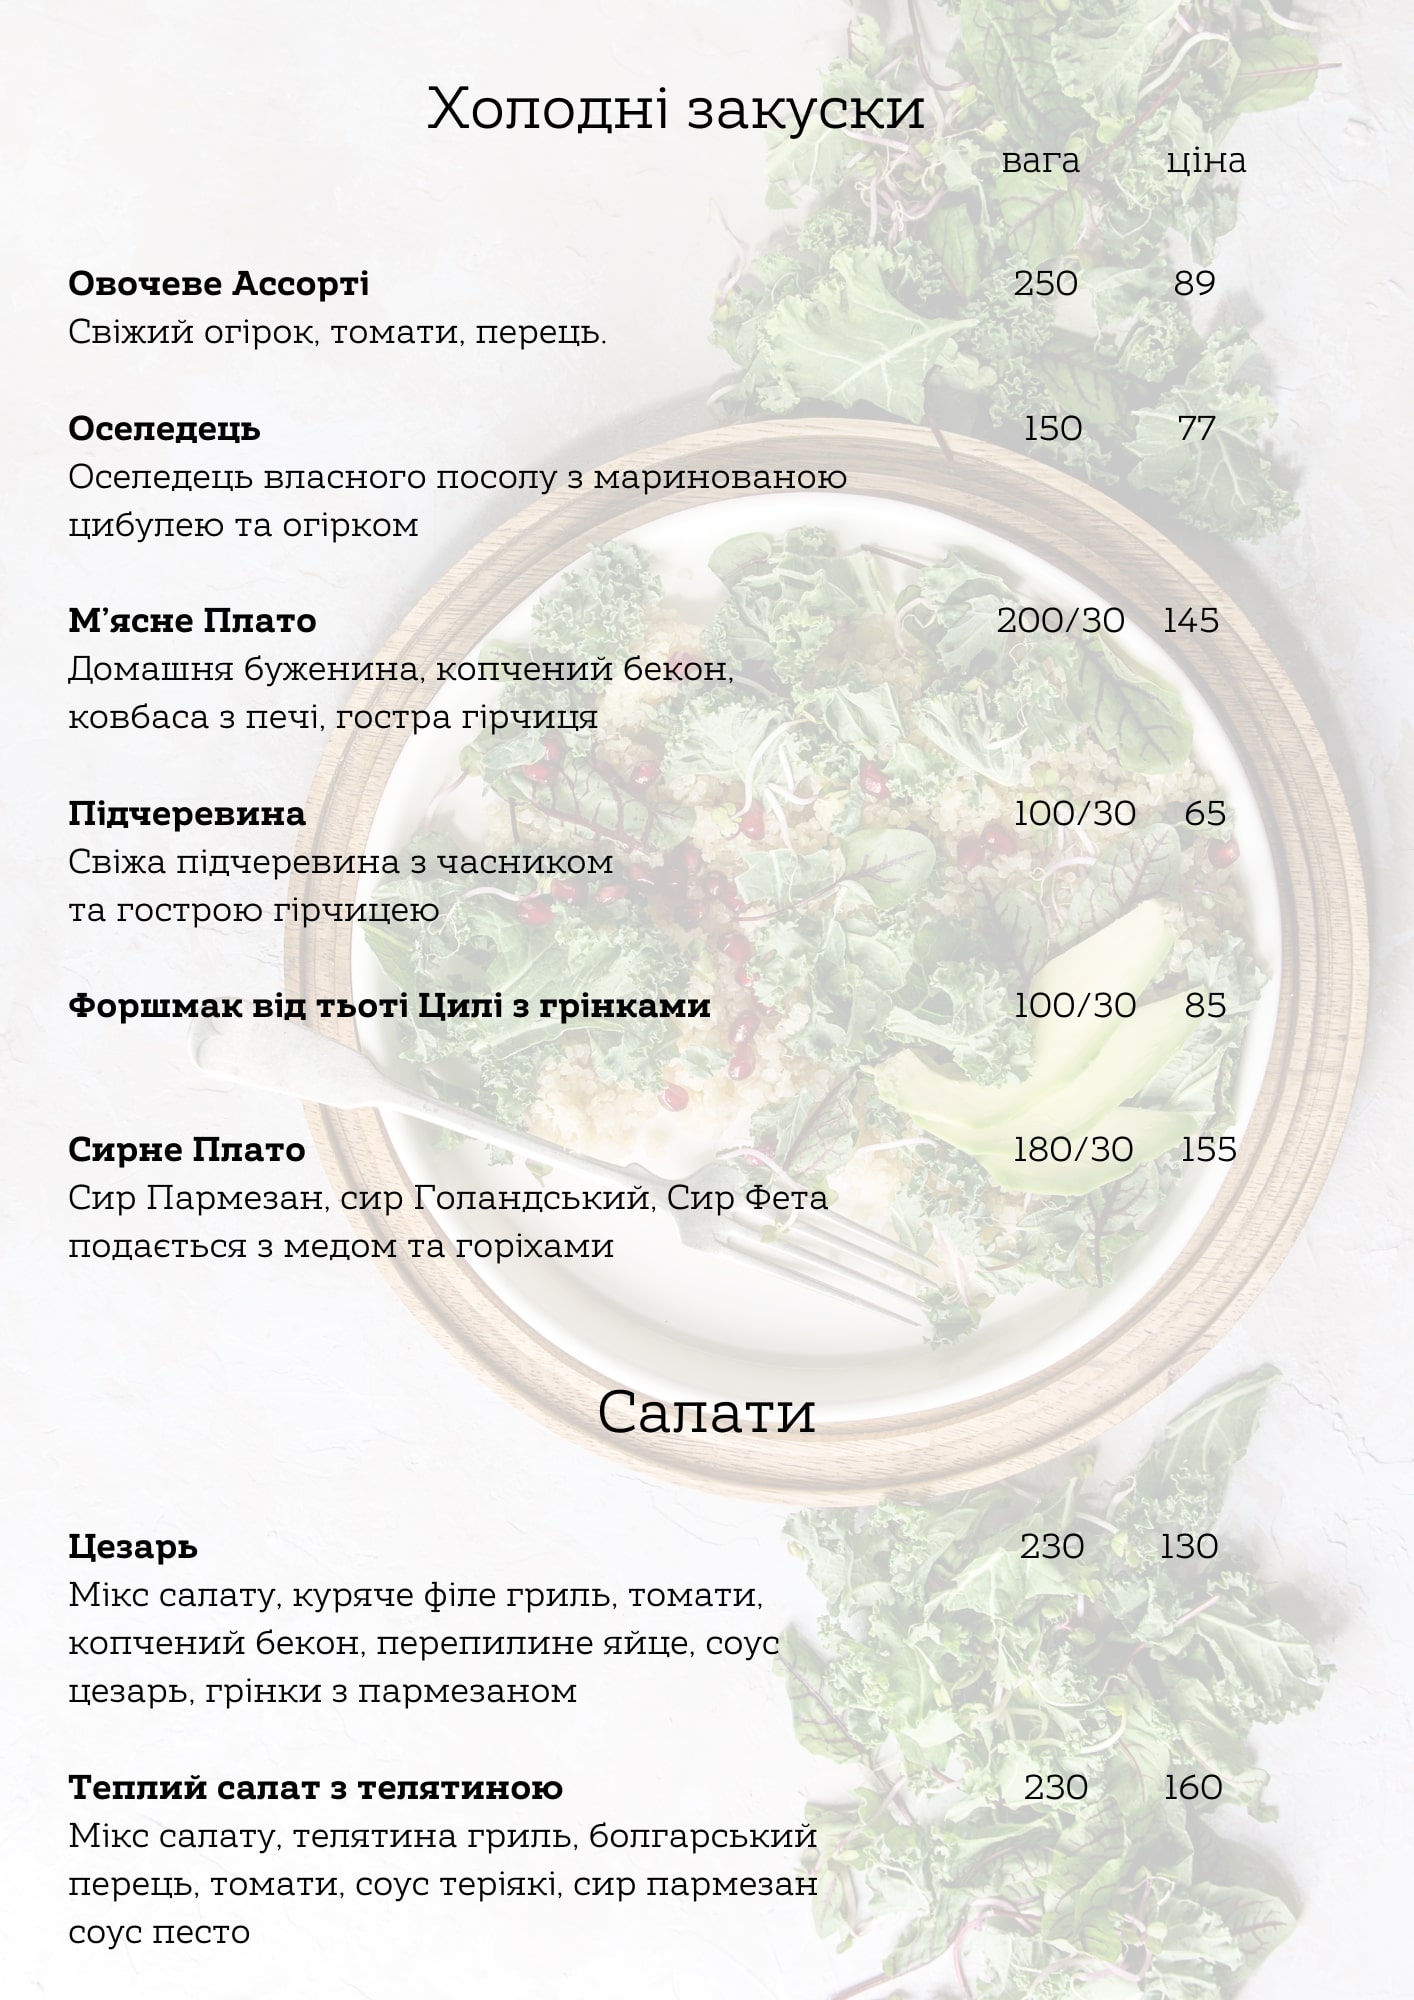 Холодні закуски
вага ціна
Овочеве Ассорті 250 89
Свіжий огірок, томати, перець.
Оселедець 150 77
Оселедець власного посолу з маринованою
цибулею та огірком
М’ясне Плато 200/30 145
Домашня буженина, копчений бекон,
ковбаса з печі, гостра гірчиця
Підчеревина 100/30 65
Свіжа підчеревина з часником
та гострою гірчицею
Форшмак від тьоті Цилі з грінками 100/30 85
Сирне Плато 180/30 155
Сир Пармезан, сир Голандський, Сир Фета
подається з медом та горіхами
Салати
Цезарь 230 130
Мікс салату, куряче філе гриль, томати,
копчений бекон, перепилине яйце, соус
цезарь, грінки з пармезаном
Теплий салат з телятиною 230 160
Мікс салату, телятина гриль, болгарський
перець, томати, соус теріякі, сир пармезан
соус песто